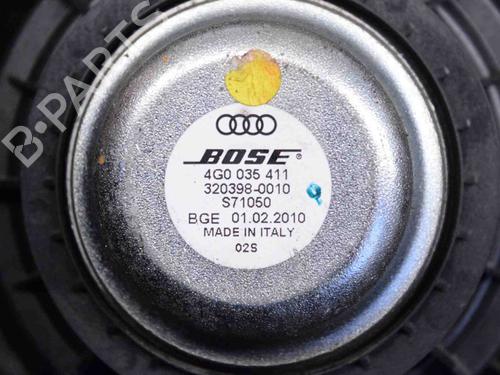 B-PARTS
BOSE®
4G0 035 411
320398-0010
S71050
BGE 01.02.2010
MADE IN ITALY
02S